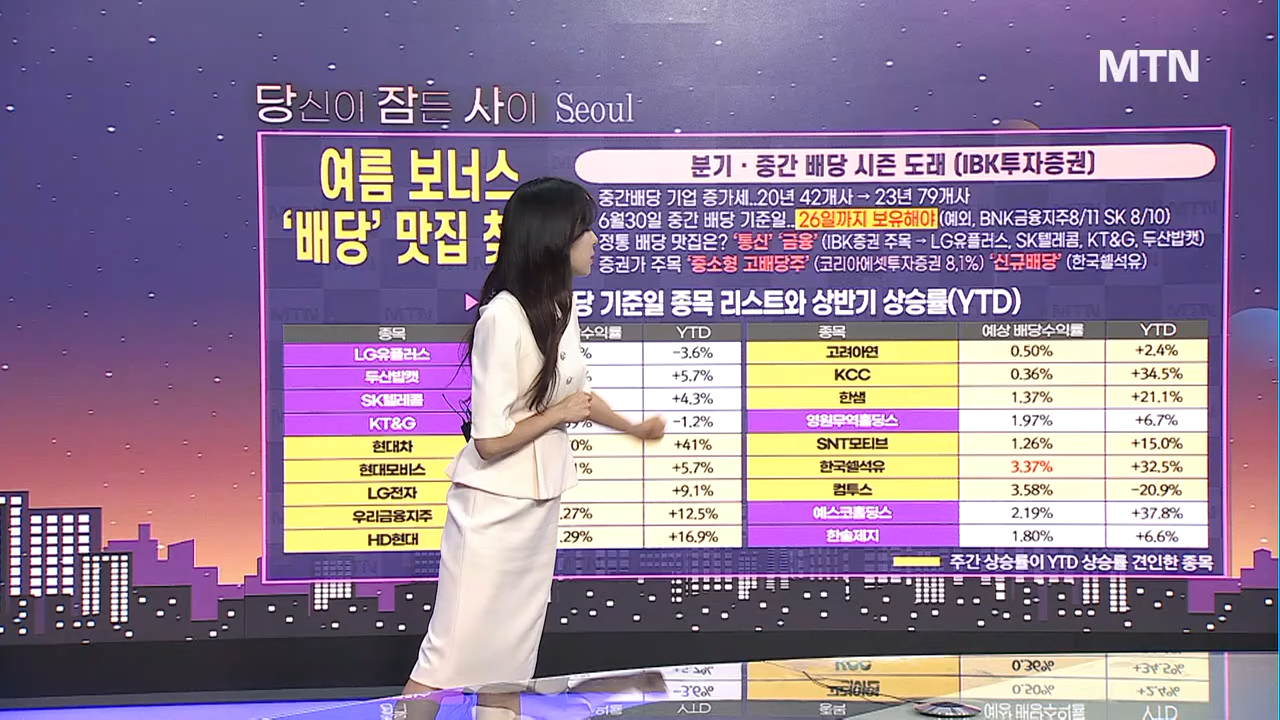 MTN
당신이 잠든 사이 Seoul
여름 보너스
‘배당’ 맛집
분기·중간 배당 시즌 도래 (IBK투자증권)
중간배당 기업 증가세..20년 42개사→23년 79개사
6월30일 중간 배당 기준일..26일까지 보유해야(예외, BNK금융지주8/11 SK 8/10)
정통 배당 맛집은? ‘통신’ ‘금융’ (IBK증권 주목→LG유플러스, SK텔레콤, KT&G, 두산밥캣)
증권가 주목 ‘중소형 고배당주’ (코리아에셋투자증권 8.1%) ‘신규배당’ (한국쉘석유)
기준일 종목 리스트와 상반기 상승률(YTD)
종목 YTD
LG유플러스 -3.6%
두산밥캣 +5.7%
SK텔레콤 +4.3%
KT&G -1.2%
현대차 +41%
현대모비스 +5.7%
LG전자 +9.1%
우리금융지주 .27% +12.5%
HD현대 .29% +16.9%
종목 예상 배당수익률 YTD
고려아연 0.50% +2.4%
KCC 0.36% +34.5%
한샘 1.37% +21.1%
영원무역홀딩스 1.97% +6.7%
SNT모티브 1.26% +15.0%
한국쉘석유 3.37% +32.5%
컴투스 3.58% -20.9%
예스코홀딩스 2.19% +37.8%
한솔제지 1.80% +6.6%
주간 상승률이 YTD 상승률 견인한 종목